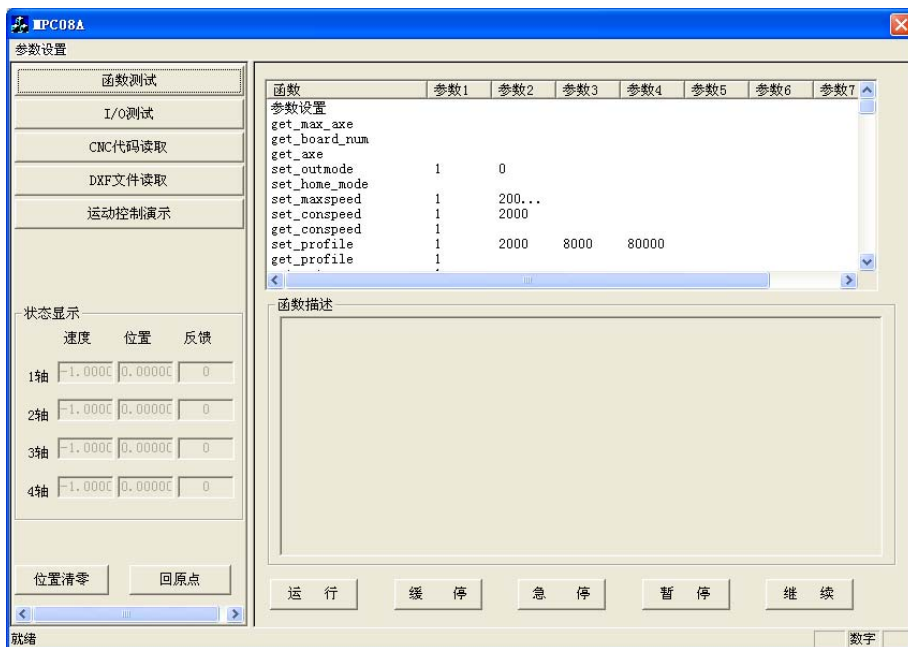 MPC08A
参数设置
函数测试
I/O测试
CNC代码读取
DXF文件读取
运动控制演示
状态显示
速度 位置 反馈
1轴 -1.0000 0.00000 0
2轴 -1.0000 0.00000 0
3轴 -1.0000 0.00000 0
4轴 -1.0000 0.00000 0
位置清零 回原点
函数 参数1 参数2 参数3 参数4 参数5 参数6 参数7
参数设置
get_max_axe
get_board_num
get_axe
set_outmode 1 0
set_home_mode
set_maxspeed 1 200...
set_conspeed 1 2000
get_conspeed 1
set_profile 1 2000 8000 80000
get_profile 1
函数描述
运 行 缓 停 急 停 暂 停 继 续
就绪 数字